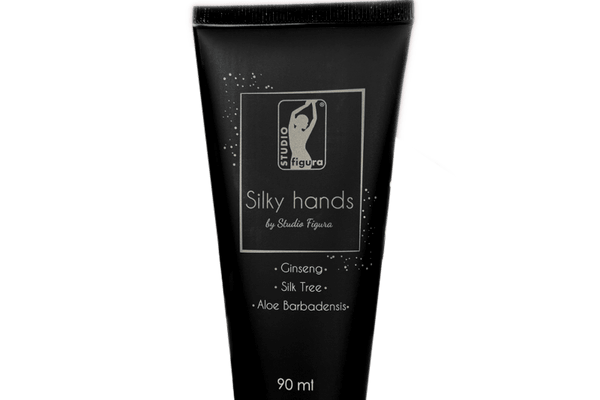 STUDIO
figura
®
Silky hands
by Studio Figura
• Ginseng •
• Silk Tree •
• Aloe Barbadensis •
90 ml